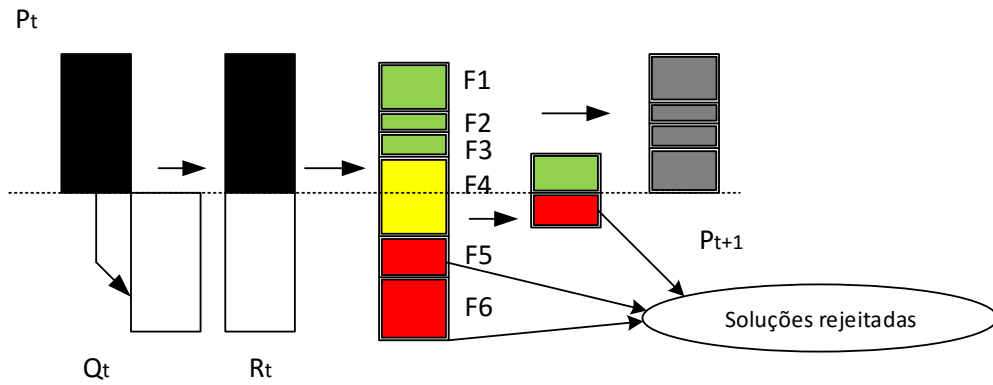 Pt
F1
F2
F3
F4
F5
F6
Pt+1
Soluções rejeitadas
Qt
Rt